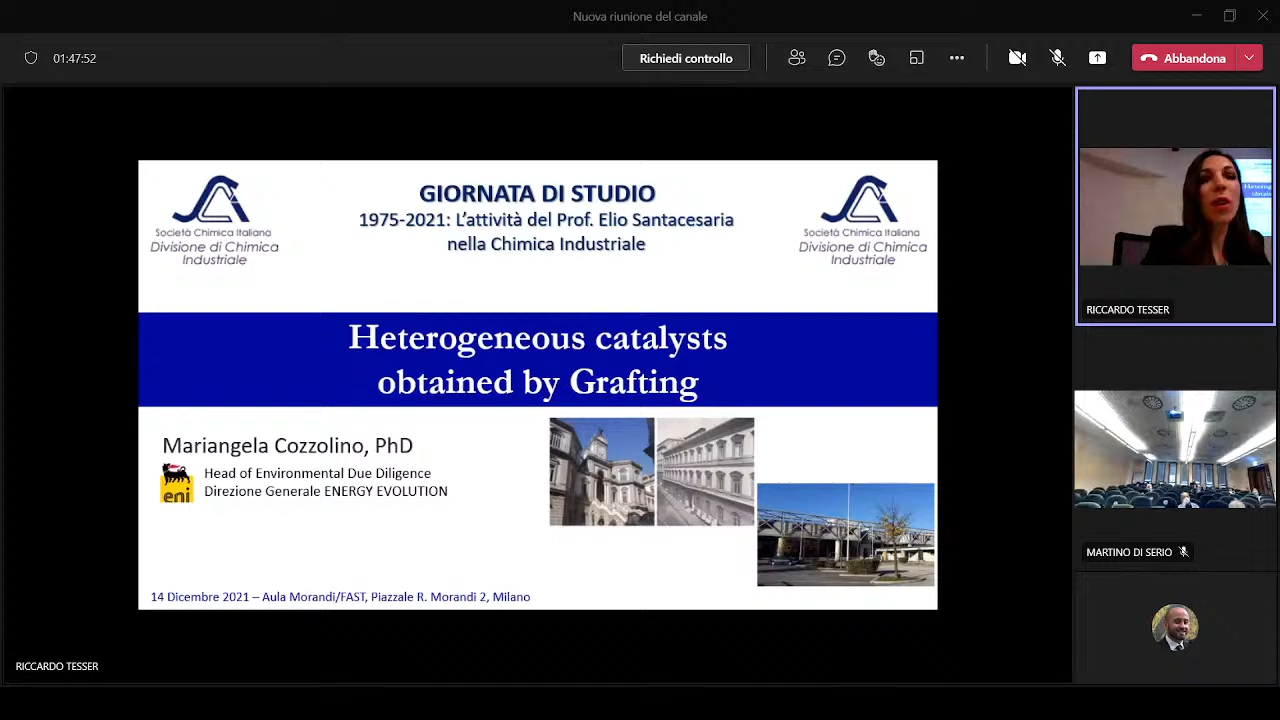 Nuova riunione del canale
01:47:52
Richiedi controllo
Abbandona
GIORNATA DI STUDIO
1975-2021: L'attività del Prof. Elio Santacesaria
nella Chimica Industriale
Società Chimica Italiana
Divisione di Chimica
Industriale
Società Chimica Italiana
Divisione di Chimica
Industriale
Heterogeneous catalysts
obtained by Grafting
Mariangela Cozzolino, PhD
eni
Head of Environmental Due Diligence
Direzione Generale ENERGY EVOLUTION
14 Dicembre 2021 – Aula Morandi/FAST, Piazzale R. Morandi 2, Milano
RICCARDO TESSER
RICCARDO TESSER
MARTINO DI SERIO